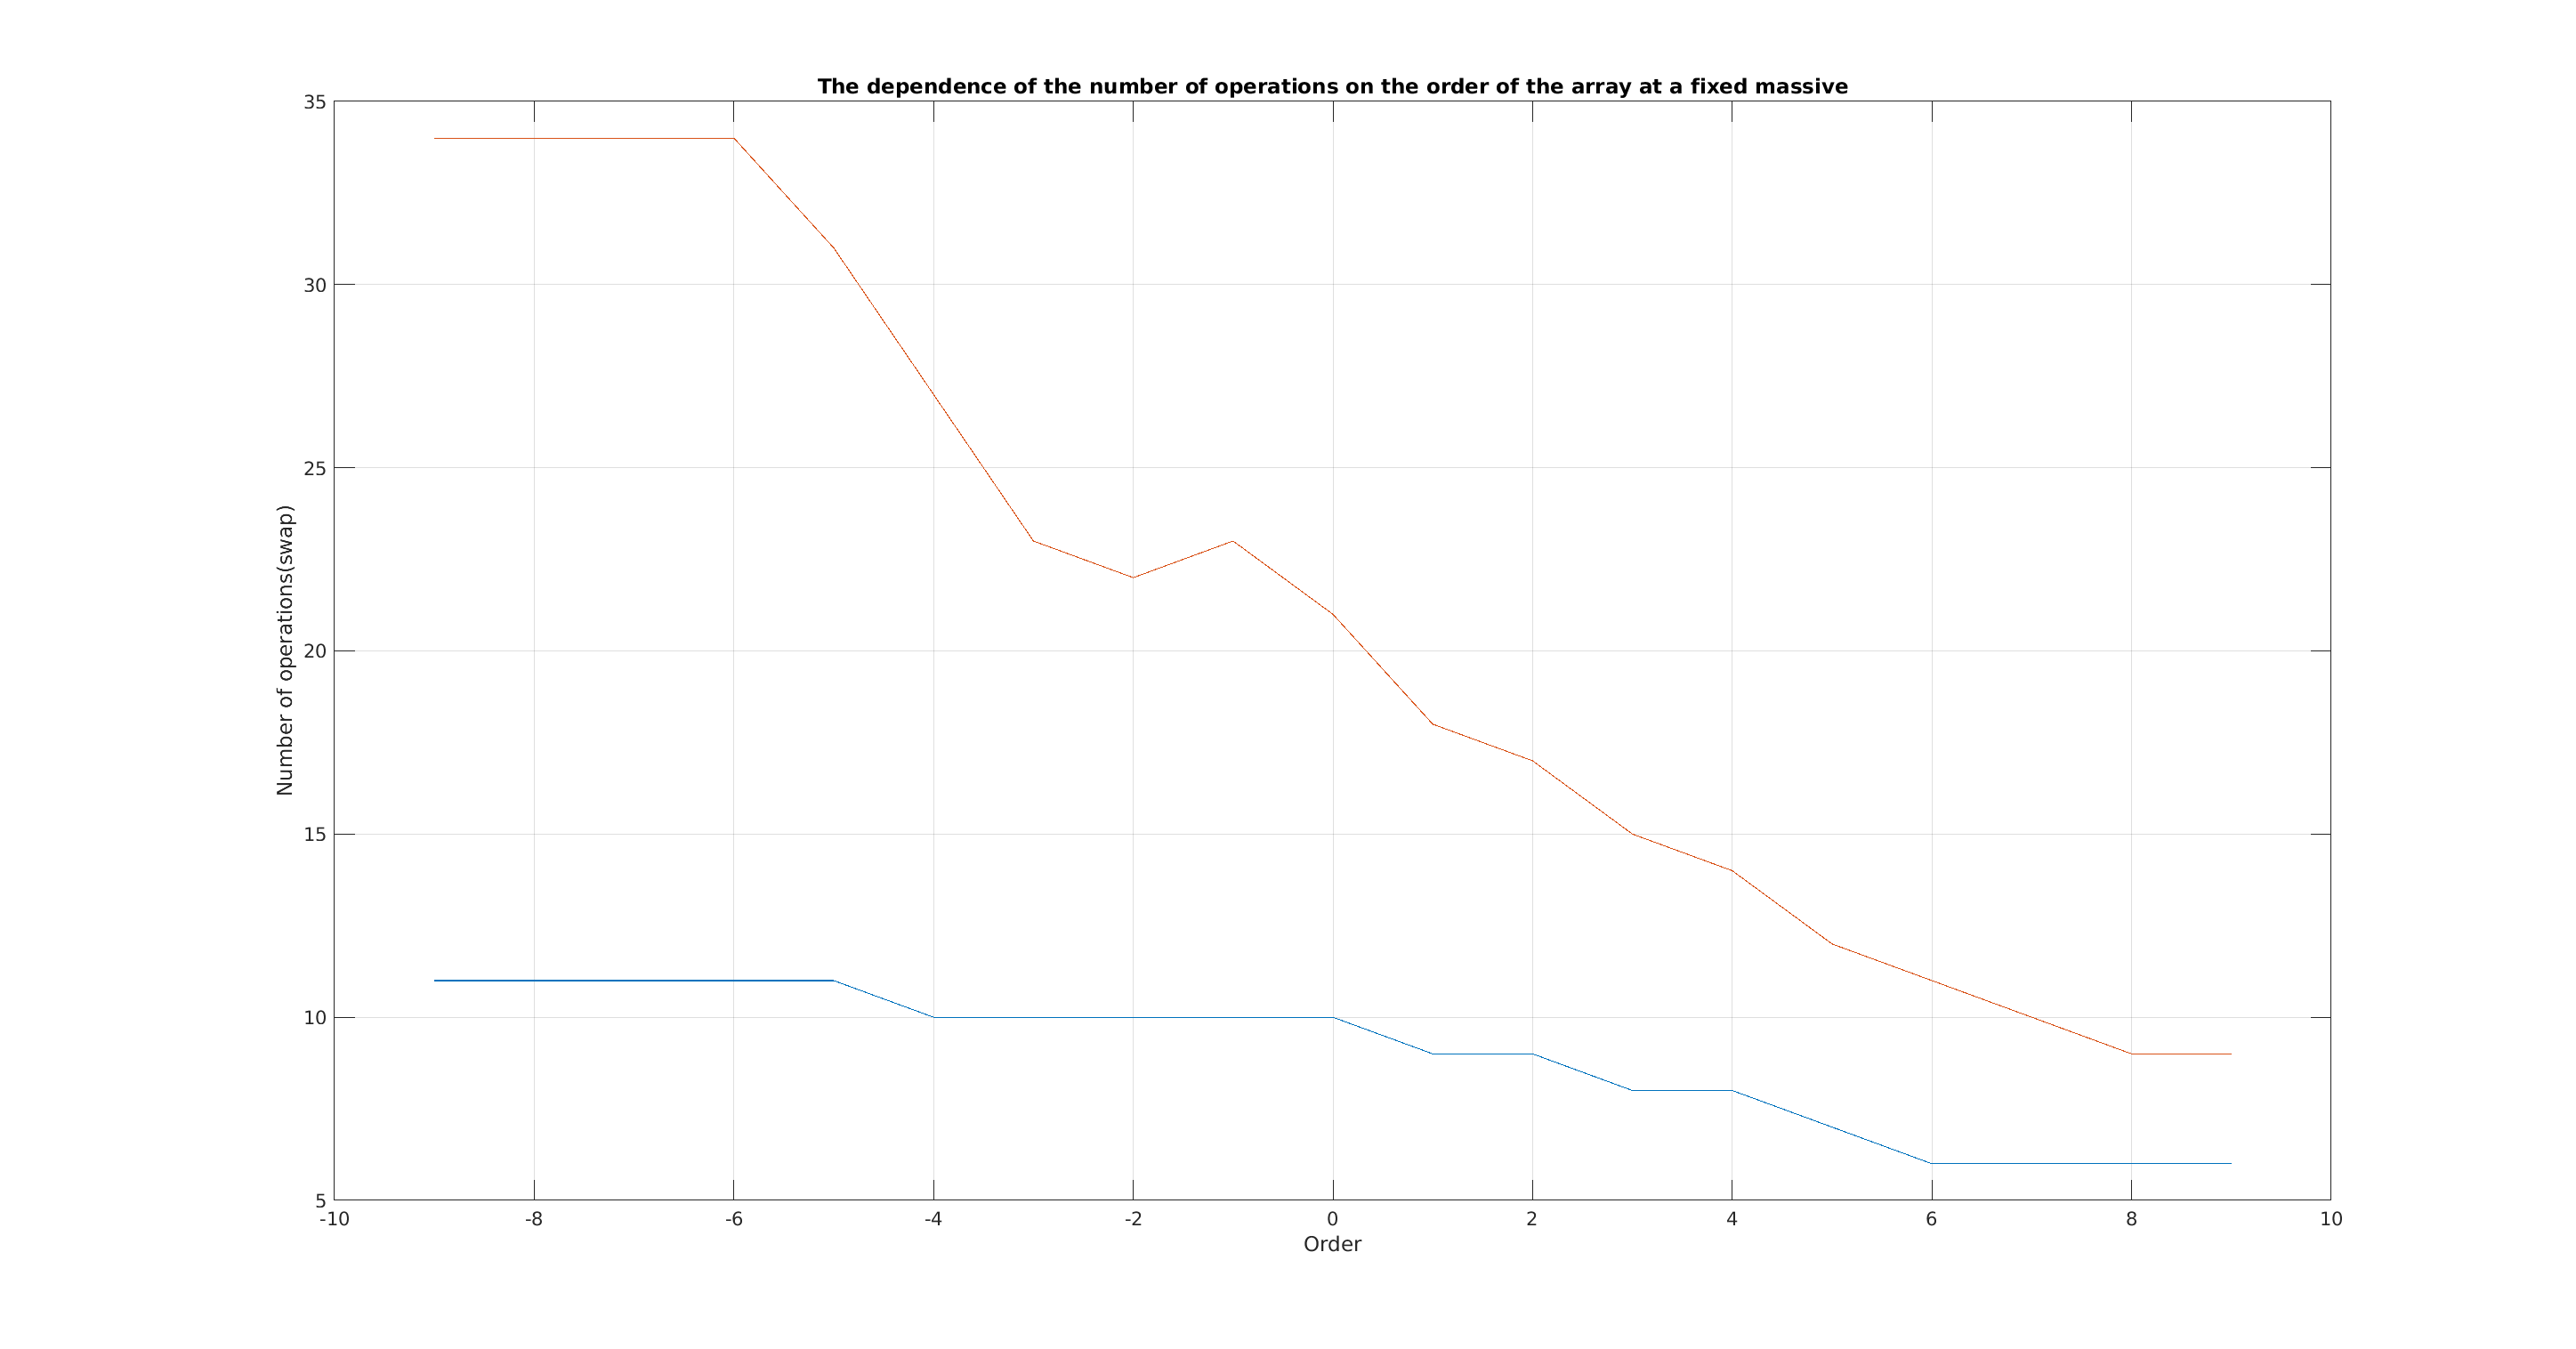 The dependence of the number of operations on the order of the array at a fixed massive
35
30
25
20
15
10
5
Number of operations(swap)
-10 -8 -6 -4 -2 0 2 4 6 8 10
Order